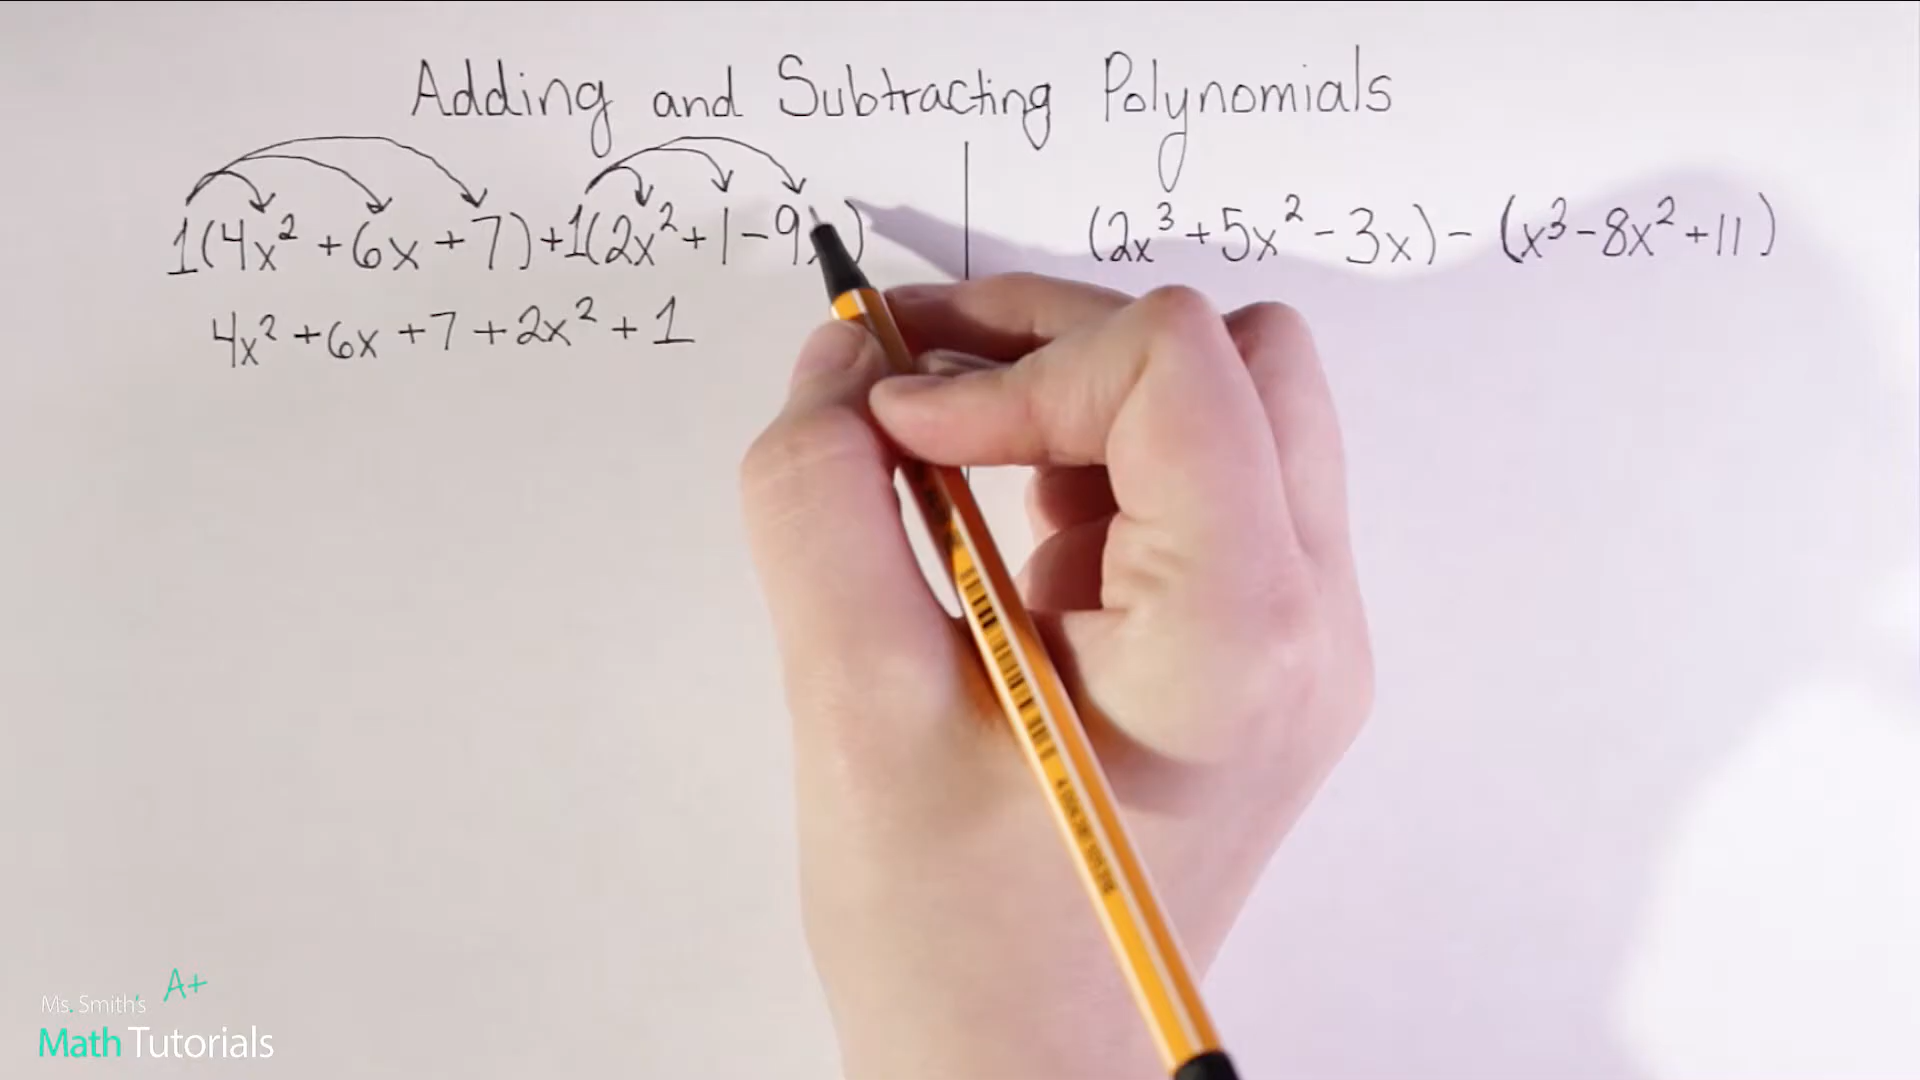 Adding and Subtracting Polynomials
1(4x² + 6x + 7) + 1(2x² + 1 - 9x)
4x² + 6x + 7 + 2x² + 1
(2x³ + 5x² - 3x) - (x³ - 8x² + 11)
Ms. Smith's A+
Math Tutorials